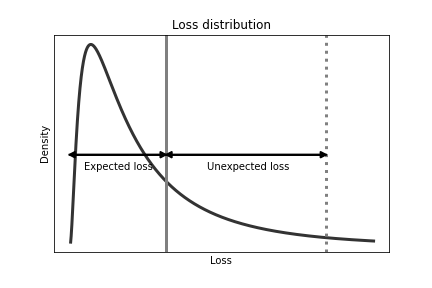 Loss distribution
Density
Expected loss
Unexpected loss
Loss